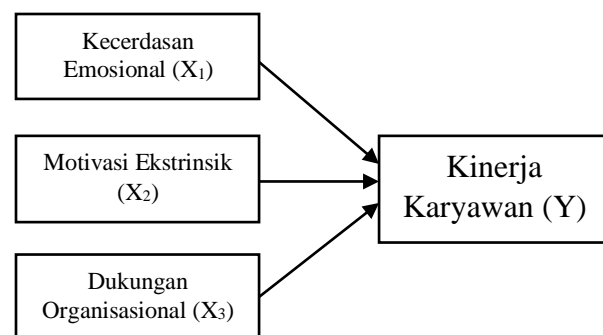 Kecerdasan
Emosional (X₁)
Motivasi Ekstrinsik
(X₂)
Kinerja
Karyawan (Y)
Dukungan
Organisasional (X₃)